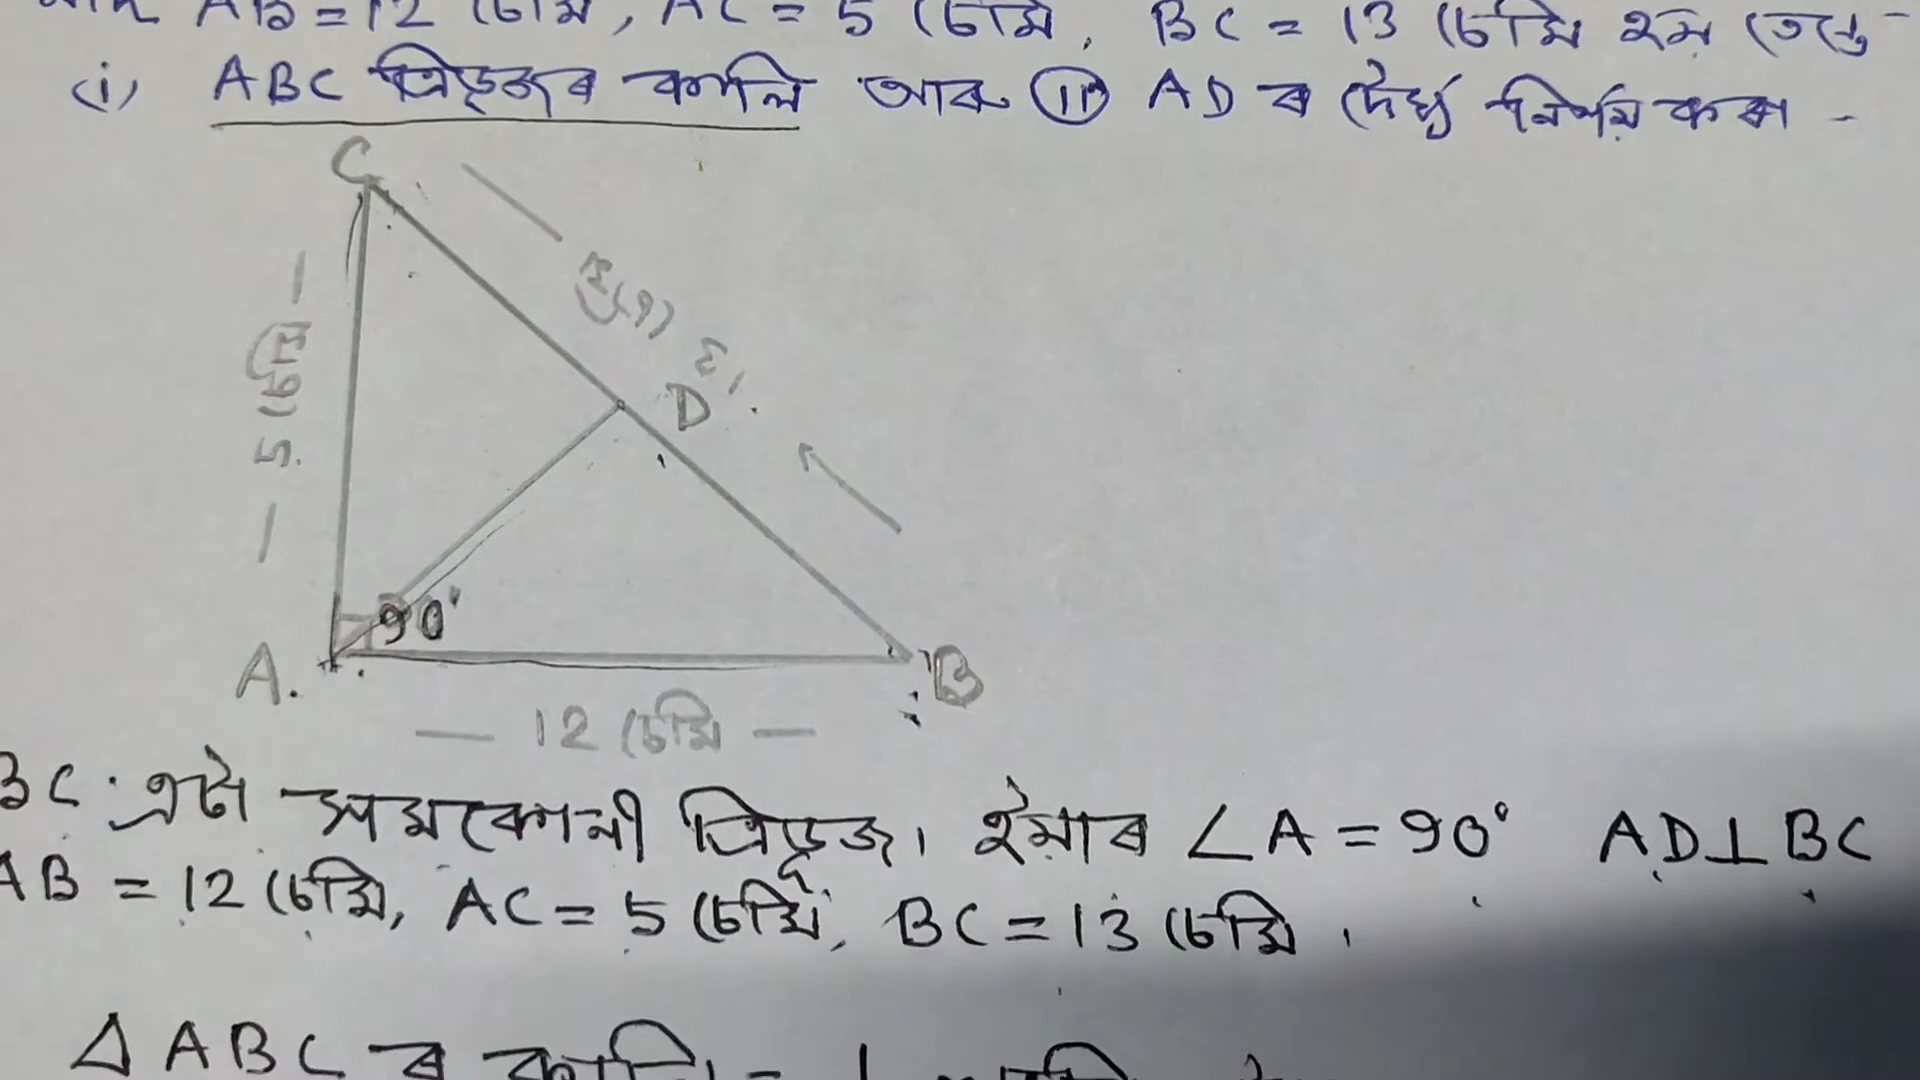 AB = 12 চেমি, AC = 5 চেমি, BC = 13 চেমি হয় তেন্তে
(i) ABC ত্ৰিভূজৰ কালি আৰু (ii) AD ৰ দৈৰ্ঘ্য নিৰ্ণয় কৰা -
C
5 চেমি
13 চেমি
D
90°
A.
B
12 চেমি
BC এটা সমকোনী ত্ৰিভূজ। ইয়াৰ ∠A = 90° AD⊥BC
AB = 12 চেমি, AC = 5 চেমি, BC = 13 চেমি.
Δ ABC ৰ কালি =